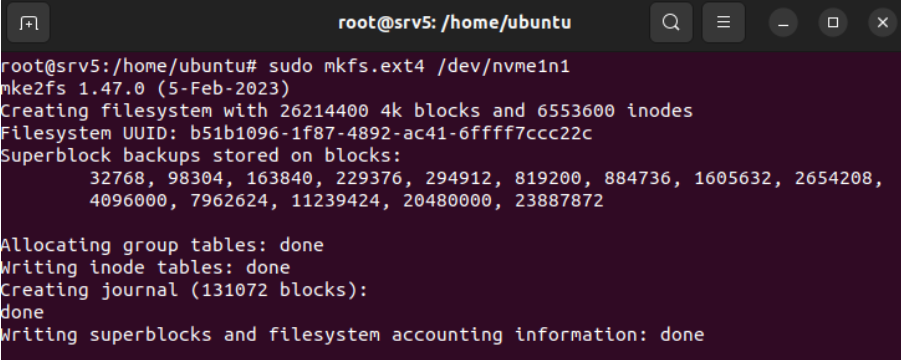 root@srv5: /home/ubuntu
root@srv5:/home/ubuntu# sudo mkfs.ext4 /dev/nvme1n1
mke2fs 1.47.0 (5-Feb-2023)
Creating filesystem with 26214400 4k blocks and 6553600 inodes
Filesystem UUID: b51b1096-1f87-4892-ac41-6ffff7ccc22c
Superblock backups stored on blocks:
        32768, 98304, 163840, 229376, 294912, 819200, 884736, 1605632, 2654208,
        4096000, 7962624, 11239424, 20480000, 23887872

Allocating group tables: done
Writing inode tables: done
Creating journal (131072 blocks):
done
Writing superblocks and filesystem accounting information: done